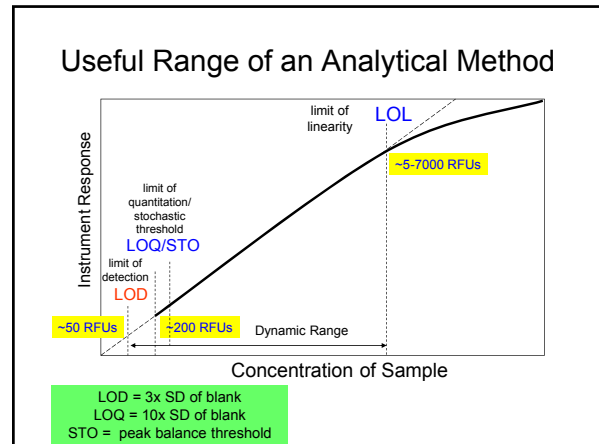 Useful Range of an Analytical Method
limit of
linearity
LOL
~5-7000 RFUs
Instrument Response
limit of
quantitation/
stochastic
threshold
LOQ/STO
limit of
detection
LOD
~50 RFUs
~200 RFUs
Dynamic Range
Concentration of Sample
LOD = 3x SD of blank
LOQ = 10x SD of blank
STO = peak balance threshold